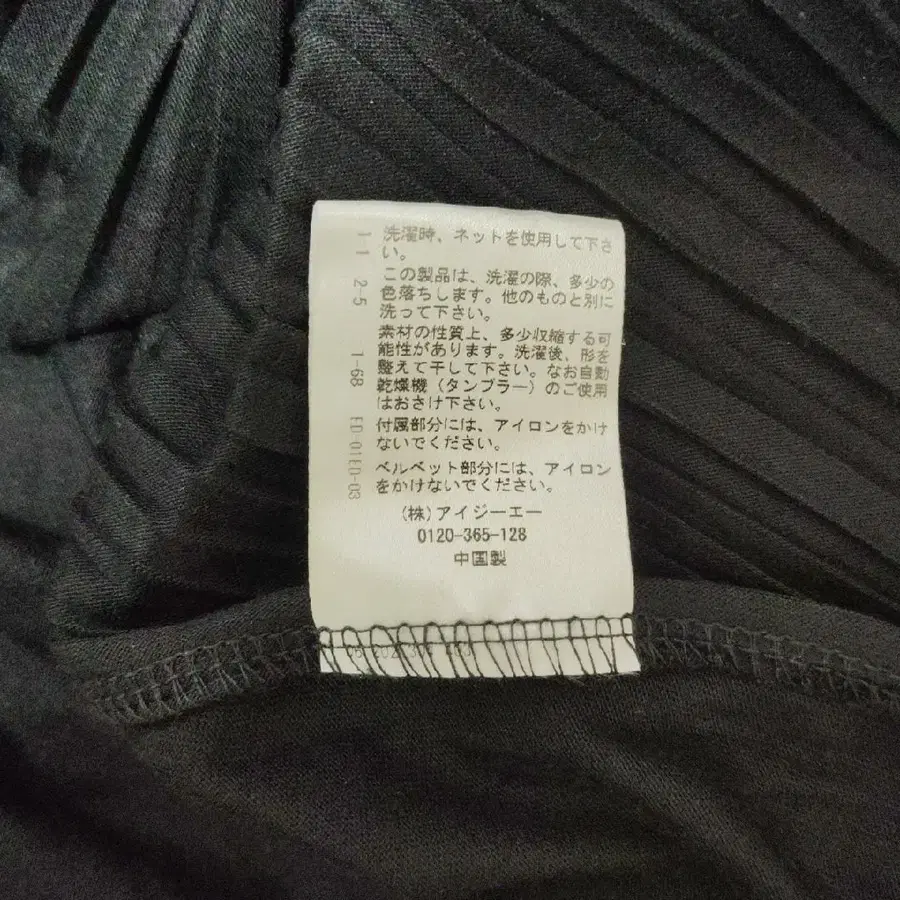 洗濯時、ネットを使用して下さ
い。
この製品は、洗濯の際、多少の
色落ちします。他のものと別に
洗って下さい。
素材の性質上、多少収縮する可
能性があります。洗濯後、形を
整えて干して下さい。なお自動
乾燥機（タンブラー）のご使用
はおさけ下さい。
付属部分には、アイロンをかけ
ないでください。
ベルベット部分には、アイロン
をかけないでください。
(株)アイジーエー
0120-365-128
中国製
1-1
2-5
1-68
ED-01ED-03